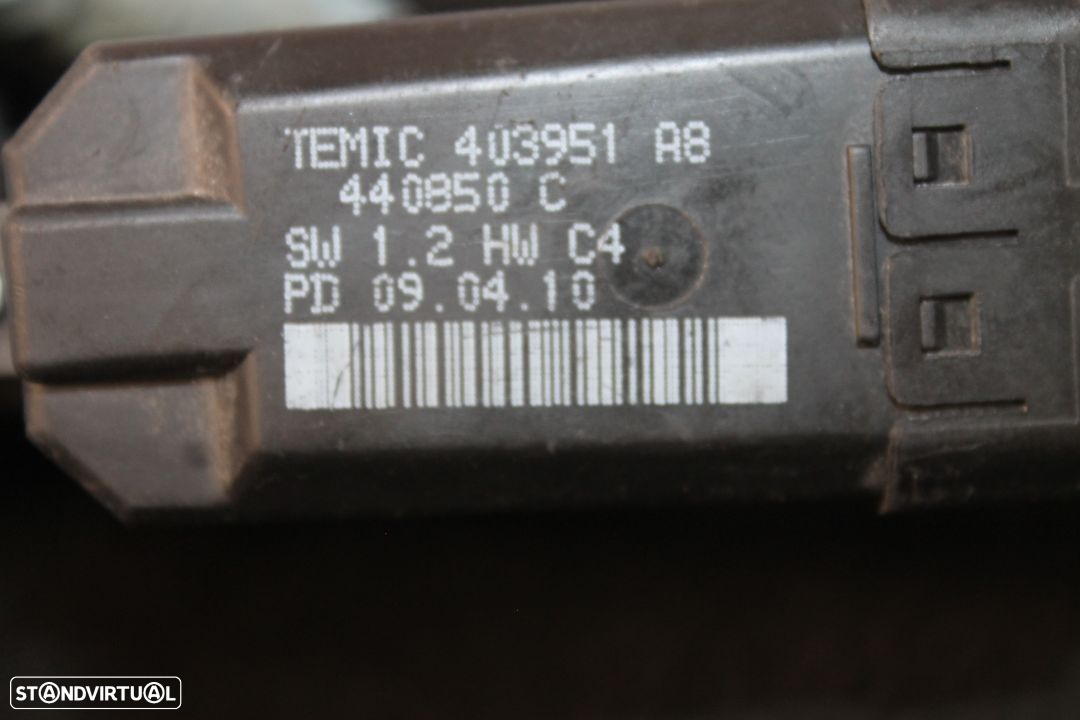 TEMIC 403951 A8
440850 C
SW 1.2 HW C4
PD 09.04.10
STANDVIRTUAL